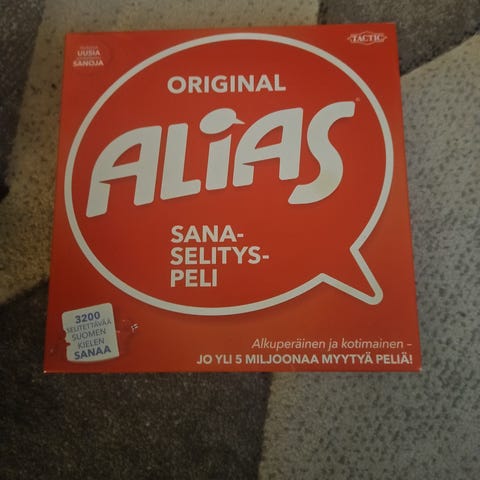 UUSIA
SANOJA
TACTIC
ORIGINAL
ALIAS
SANA-
SELITYS-
PELI
3200
SELITETTÄVÄÄ
SUOMEN
KIELEN
SANAA
Alkuperäinen ja kotimainen –
JO YLI 5 MILJOONAA MYYTYÄ PELIÄ!